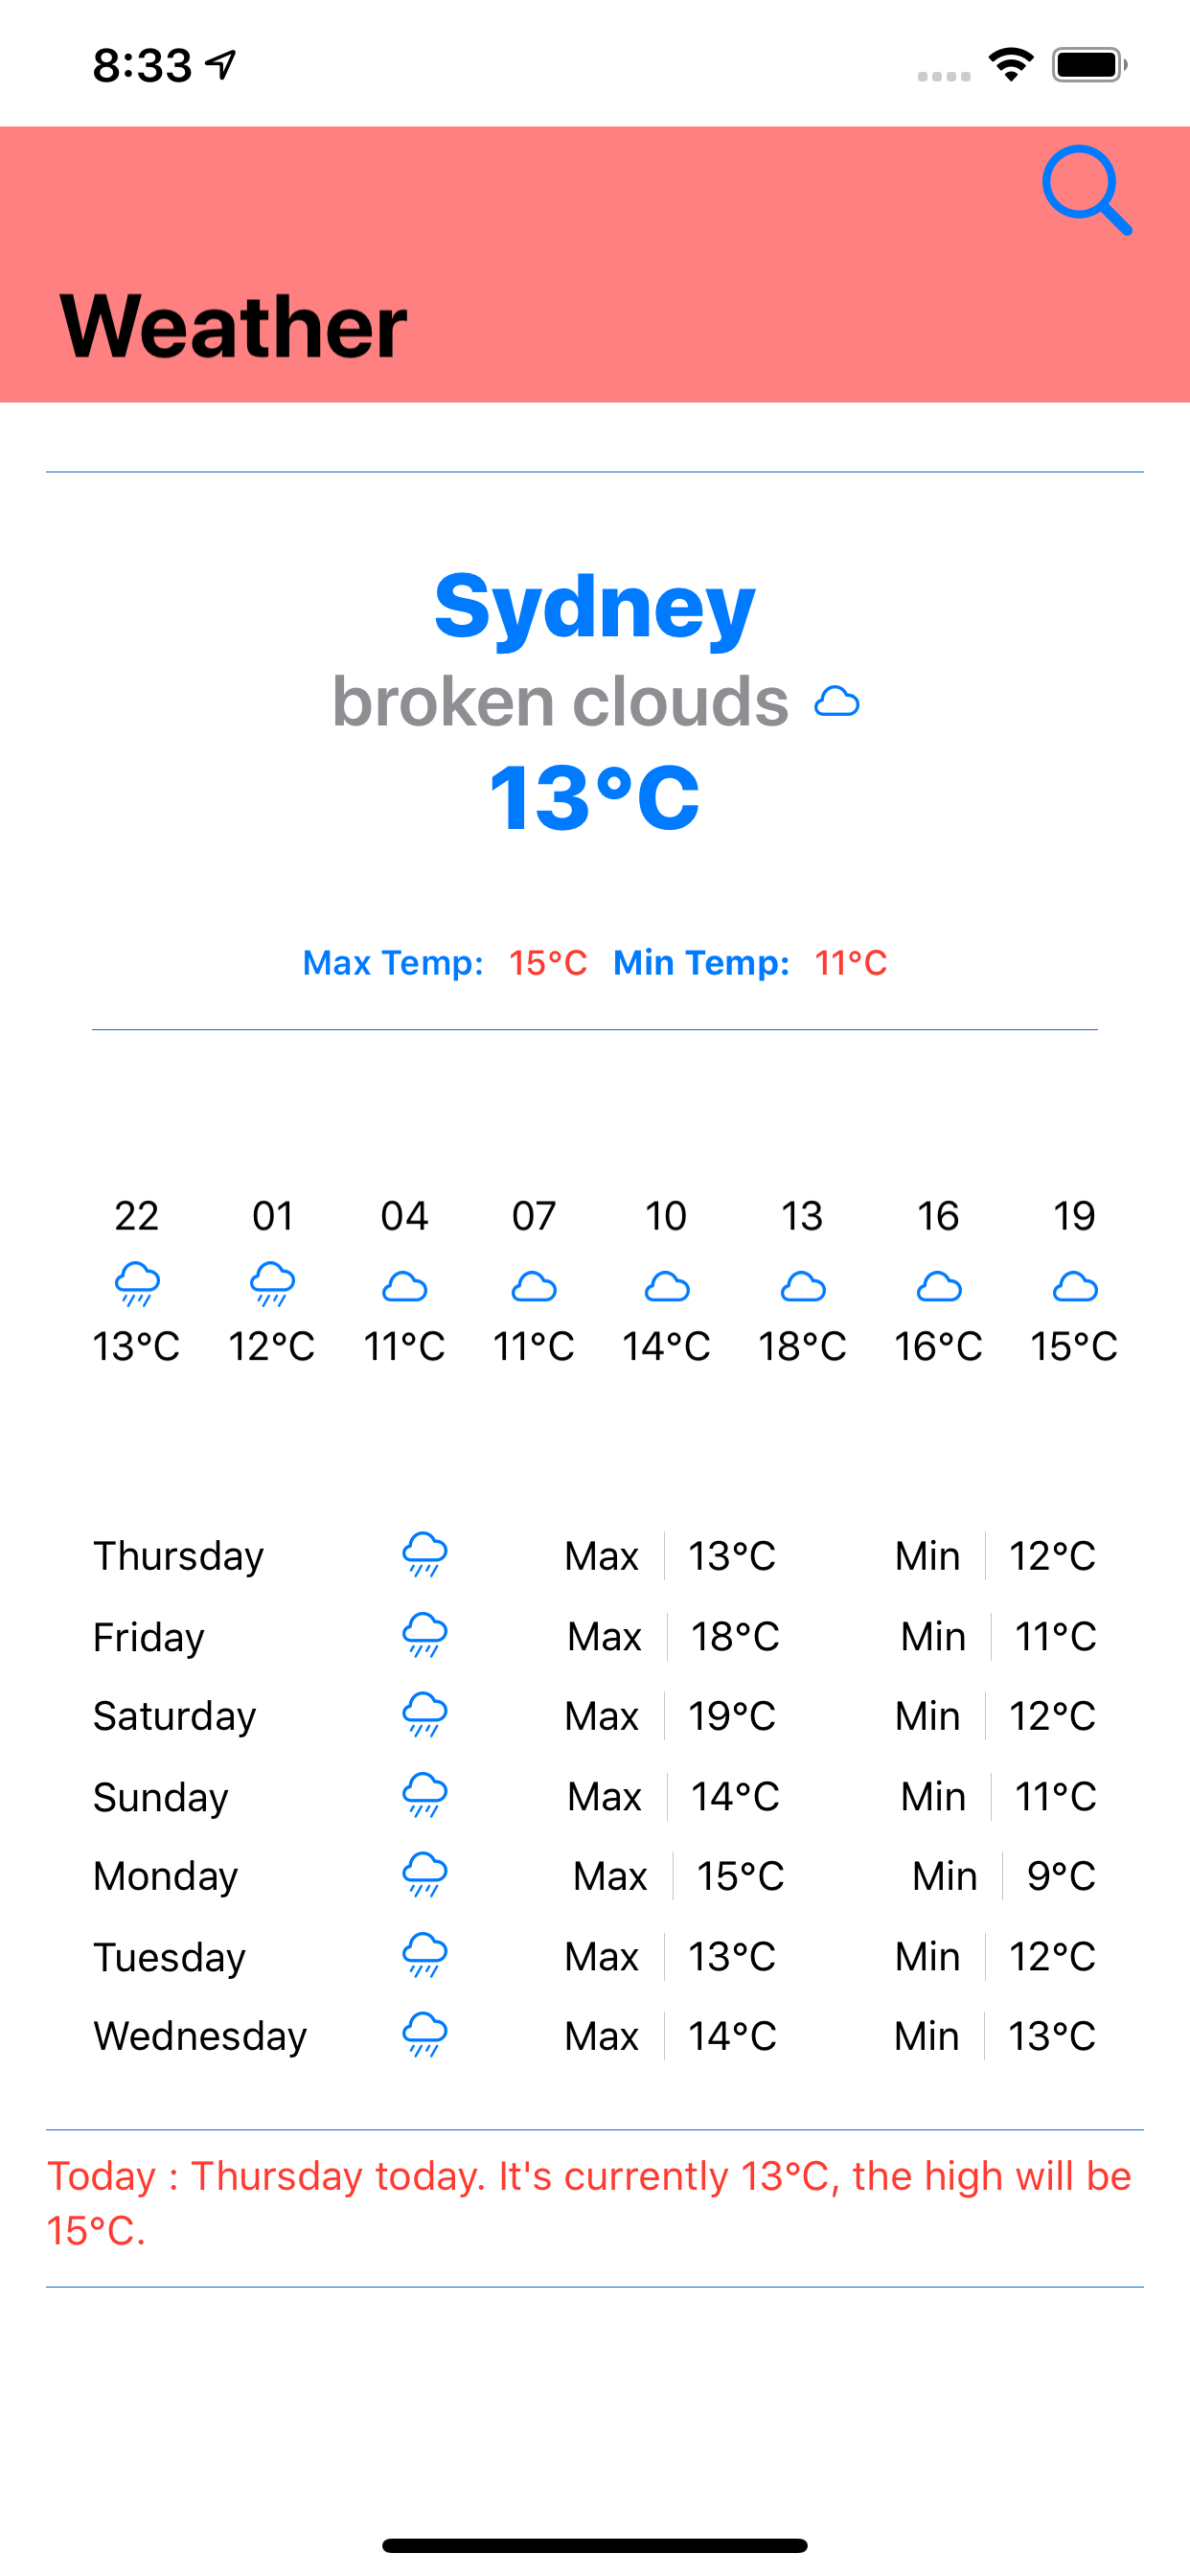 8:33
Weather
Sydney
broken clouds
13°C
Max Temp: 15°C Min Temp: 11°C
22 01 04 07 10 13 16 19
13°C 12°C 11°C 11°C 14°C 18°C 16°C 15°C
Thursday Max 13°C Min 12°C
Friday Max 18°C Min 11°C
Saturday Max 19°C Min 12°C
Sunday Max 14°C Min 11°C
Monday Max 15°C Min 9°C
Tuesday Max 13°C Min 12°C
Wednesday Max 14°C Min 13°C
Today : Thursday today. It's currently 13°C, the high will be
15°C.